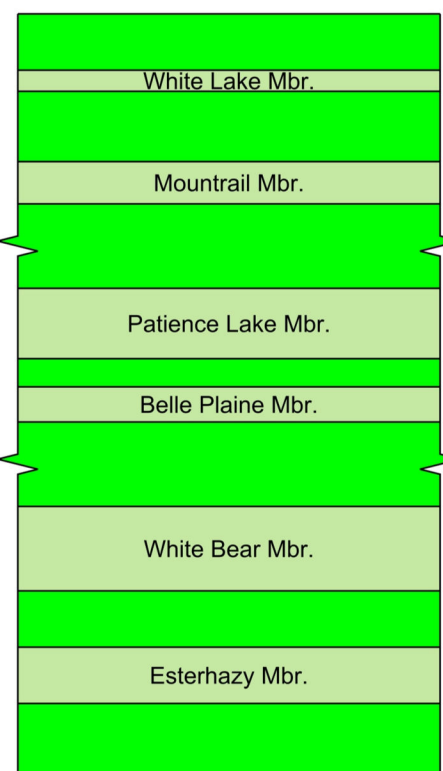 White Lake Mbr.
Mountrail Mbr.
Patience Lake Mbr.
Belle Plaine Mbr.
White Bear Mbr.
Esterhazy Mbr.